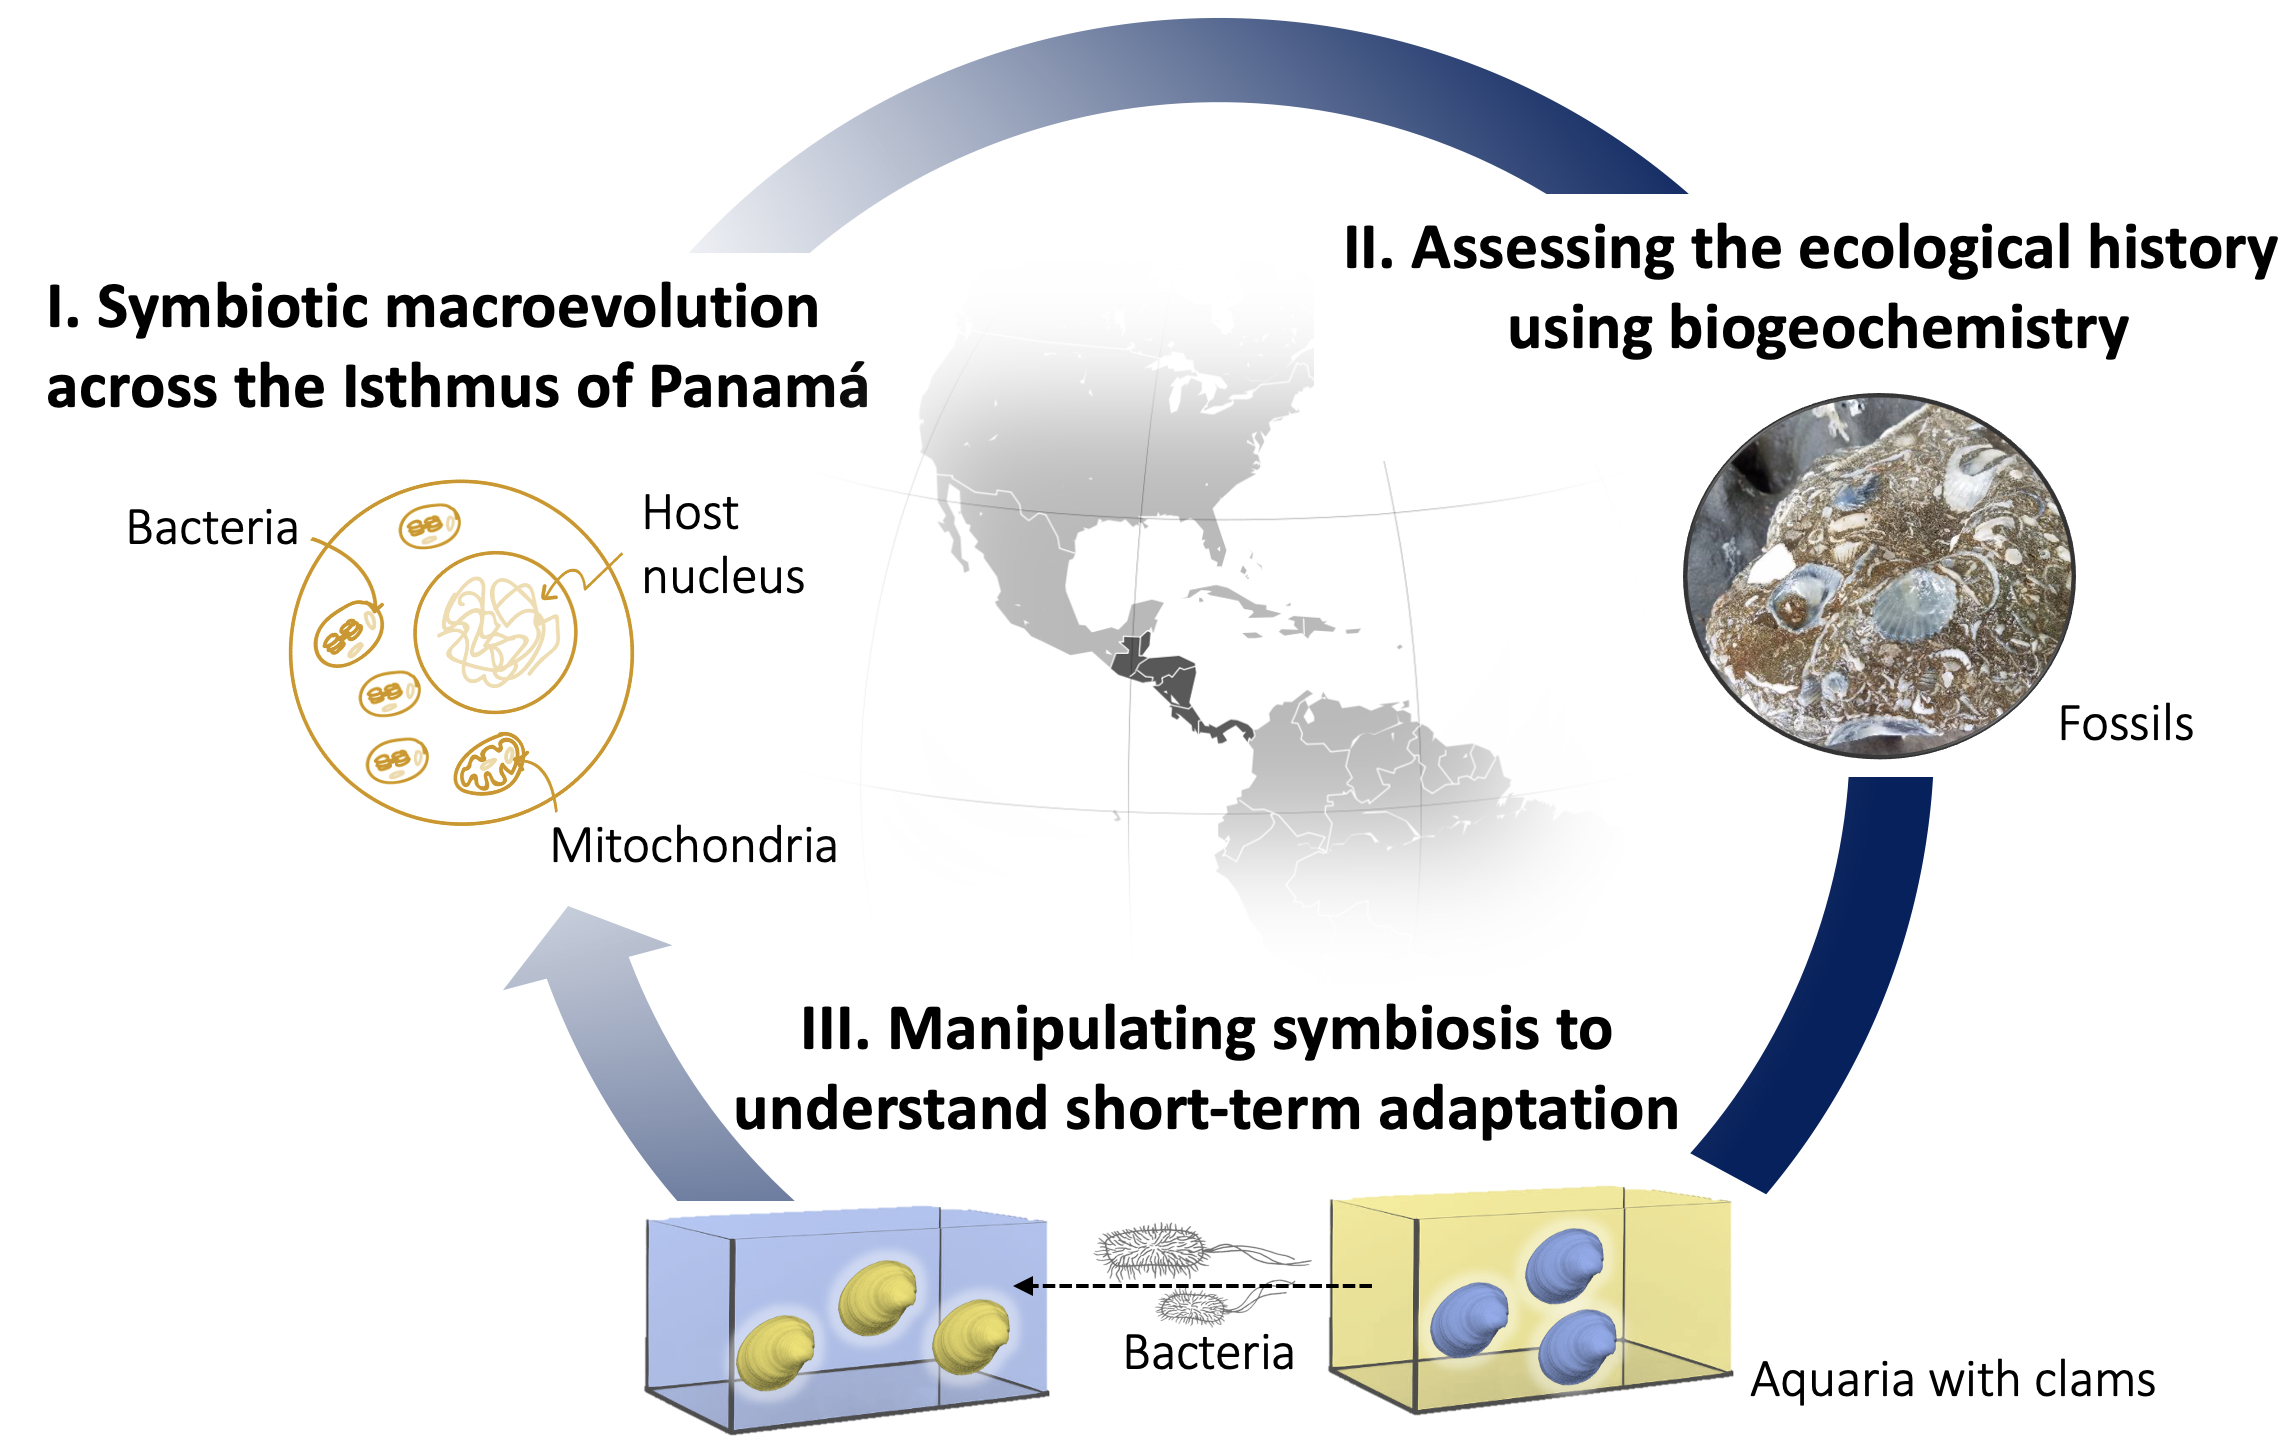 I. Symbiotic macroevolution
across the Isthmus of Panamá
Bacteria
Host
nucleus
Mitochondria
II. Assessing the ecological history
using biogeochemistry
Fossils
III. Manipulating symbiosis to
understand short-term adaptation
Bacteria
Aquaria with clams